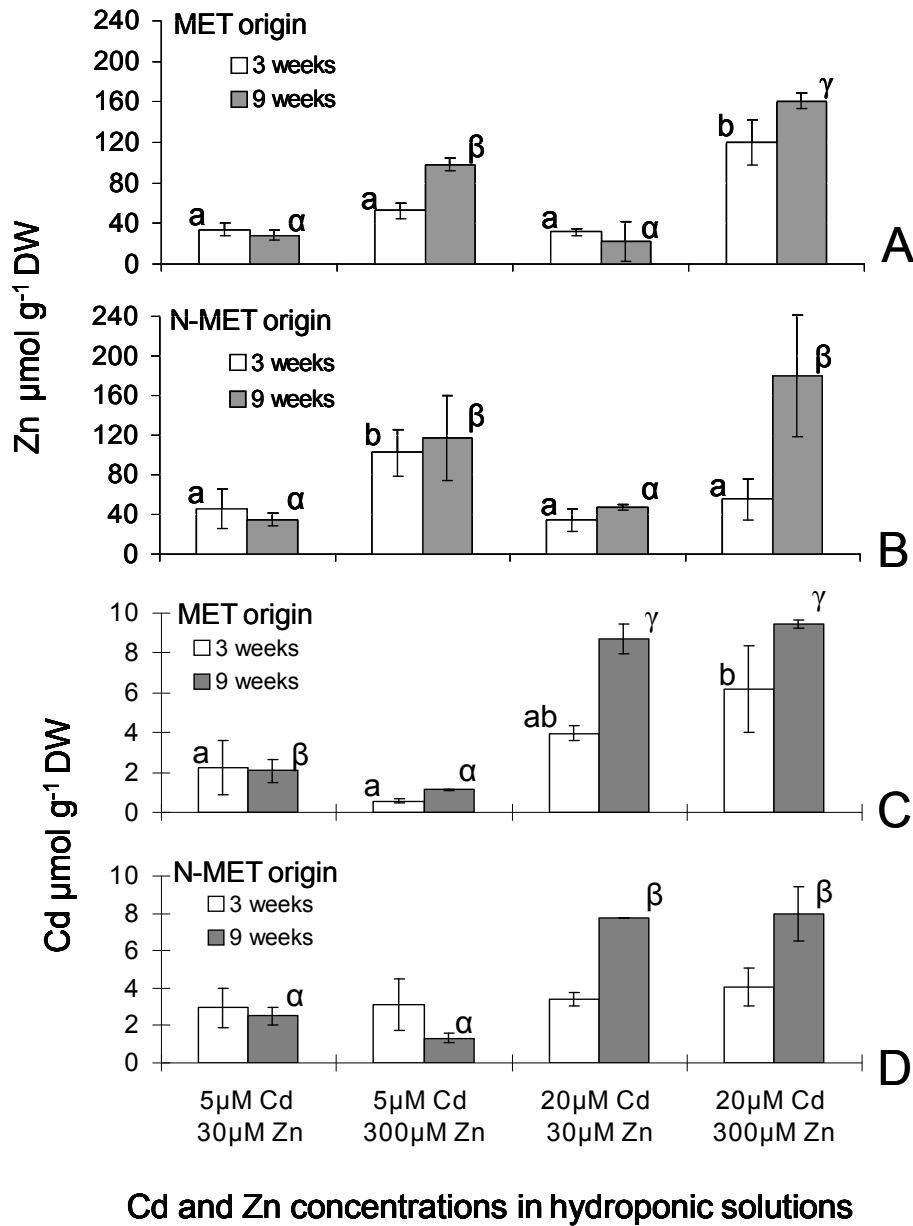 Zn µmol g⁻¹ DW
Cd µmol g⁻¹ DW
240
200
160
120
80
40
0
MET origin
3 weeks
9 weeks
a
α
a
β
a
α
b
γ
A
240
200
160
120
80
40
0
N-MET origin
3 weeks
9 weeks
a
α
b
β
a
α
a
β
B
10
8
6
4
2
0
MET origin
3 weeks
9 weeks
a
β
a
α
ab
γ
b
γ
C
10
8
6
4
2
0
N-MET origin
3 weeks
9 weeks
α
α
β
β
D
5µM Cd
30µM Zn
5µM Cd
300µM Zn
20µM Cd
30µM Zn
20µM Cd
300µM Zn
Cd and Zn concentrations in hydroponic solutions